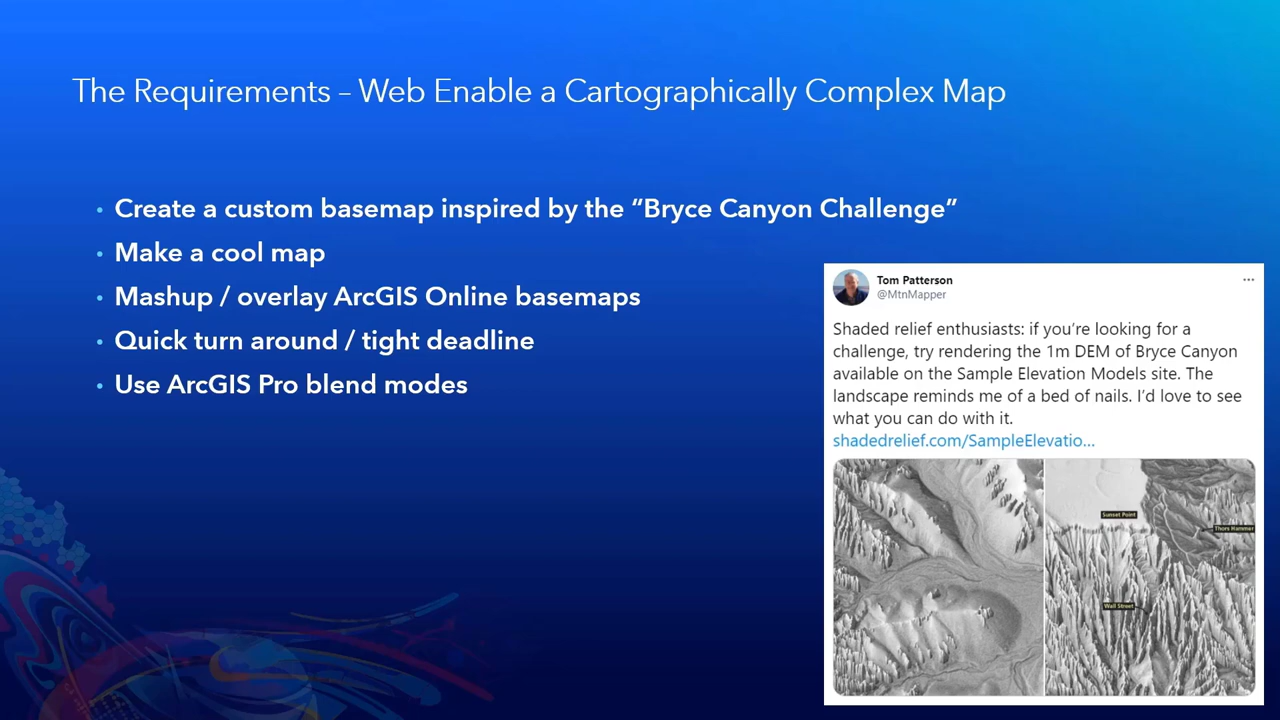 The Requirements – Web Enable a Cartographically Complex Map
• Create a custom basemap inspired by the “Bryce Canyon Challenge”
• Make a cool map
• Mashup / overlay ArcGIS Online basemaps
• Quick turn around / tight deadline
• Use ArcGIS Pro blend modes
Tom Patterson
@MtnMapper
Shaded relief enthusiasts: if you’re looking for a
challenge, try rendering the 1m DEM of Bryce Canyon
available on the Sample Elevation Models site. The
landscape reminds me of a bed of nails. I’d love to see
what you can do with it.
shadedrelief.com/SampleElevatio...
Sunset Point
Thors Hammer
Wall Street